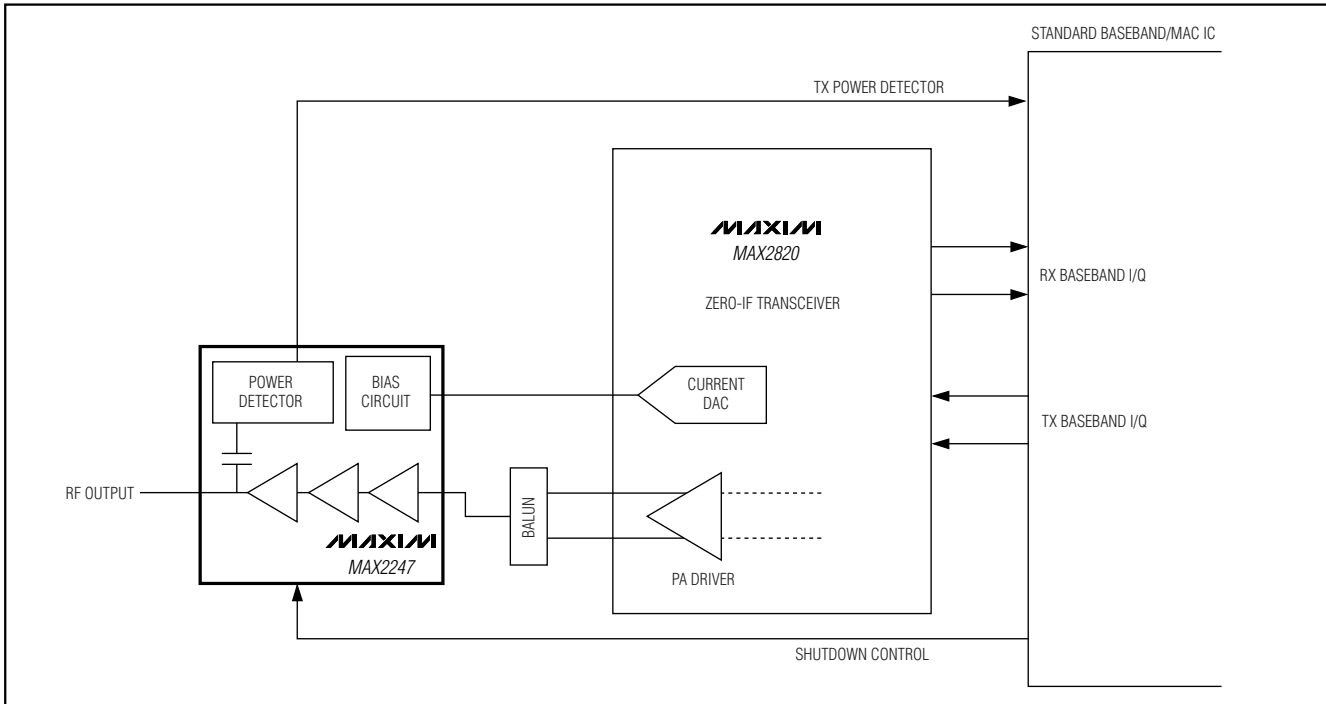 STANDARD BASEBAND/MAC IC
TX POWER DETECTOR
MAXIM
MAX2820
ZERO-IF TRANSCEIVER
RX BASEBAND I/Q
POWER
DETECTOR
BIAS
CIRCUIT
CURRENT
DAC
TX BASEBAND I/Q
RF OUTPUT
BALUN
MAXIM
MAX2247
PA DRIVER
SHUTDOWN CONTROL